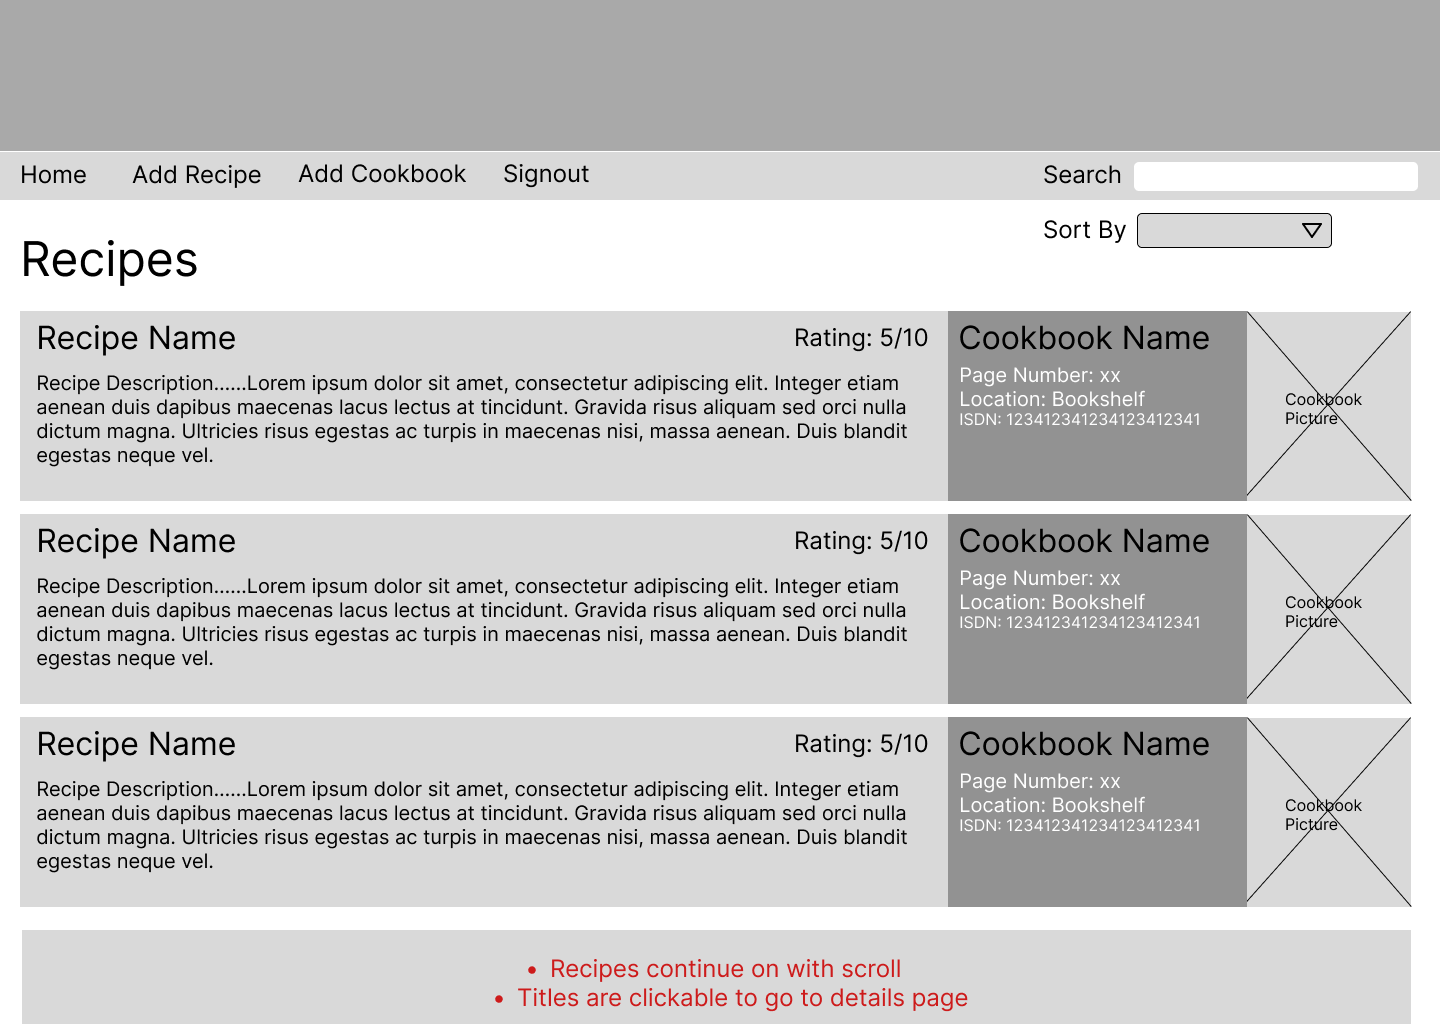 Home Add Recipe Add Cookbook Signout Search
Sort By
Recipes
Recipe Name Rating: 5/10
Recipe Description......Lorem ipsum dolor sit amet, consectetur adipiscing elit. Integer etiam
aenean duis dapibus maecenas lacus lectus at tincidunt. Gravida risus aliquam sed orci nulla
dictum magna. Ultricies risus egestas ac turpis in maecenas nisi, massa aenean. Duis blandit
egestas neque vel.
Cookbook Name
Page Number: xx
Location: Bookshelf
ISDN: 123412341234123412341
Cookbook
Picture
Recipe Name Rating: 5/10
Recipe Description......Lorem ipsum dolor sit amet, consectetur adipiscing elit. Integer etiam
aenean duis dapibus maecenas lacus lectus at tincidunt. Gravida risus aliquam sed orci nulla
dictum magna. Ultricies risus egestas ac turpis in maecenas nisi, massa aenean. Duis blandit
egestas neque vel.
Cookbook Name
Page Number: xx
Location: Bookshelf
ISDN: 123412341234123412341
Cookbook
Picture
Recipe Name Rating: 5/10
Recipe Description......Lorem ipsum dolor sit amet, consectetur adipiscing elit. Integer etiam
aenean duis dapibus maecenas lacus lectus at tincidunt. Gravida risus aliquam sed orci nulla
dictum magna. Ultricies risus egestas ac turpis in maecenas nisi, massa aenean. Duis blandit
egestas neque vel.
Cookbook Name
Page Number: xx
Location: Bookshelf
ISDN: 123412341234123412341
Cookbook
Picture
• Recipes continue on with scroll
• Titles are clickable to go to details page